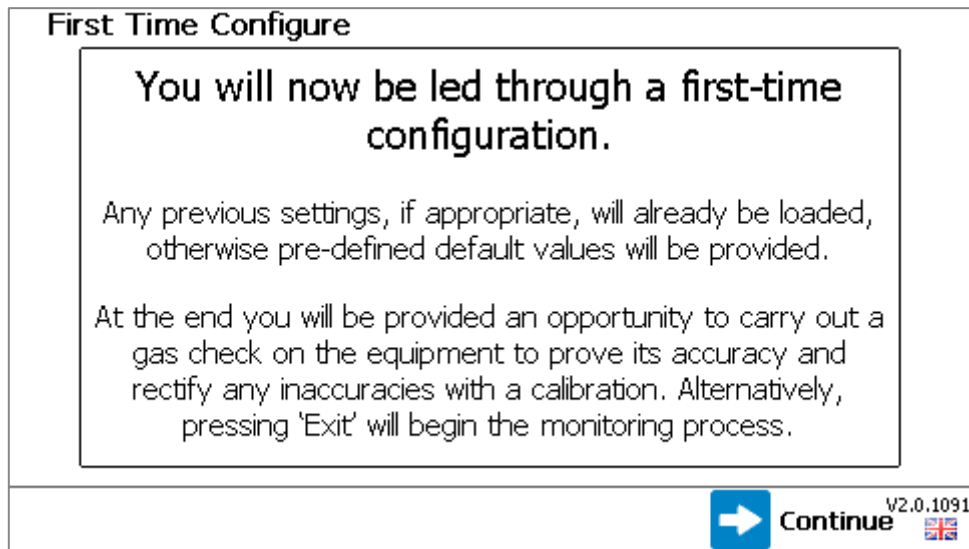 First Time Configure
You will now be led through a first-time
configuration.
Any previous settings, if appropriate, will already be loaded,
otherwise pre-defined default values will be provided.
At the end you will be provided an opportunity to carry out a
gas check on the equipment to prove its accuracy and
rectify any inaccuracies with a calibration. Alternatively,
pressing 'Exit' will begin the monitoring process.
Continue
V2.0.1091